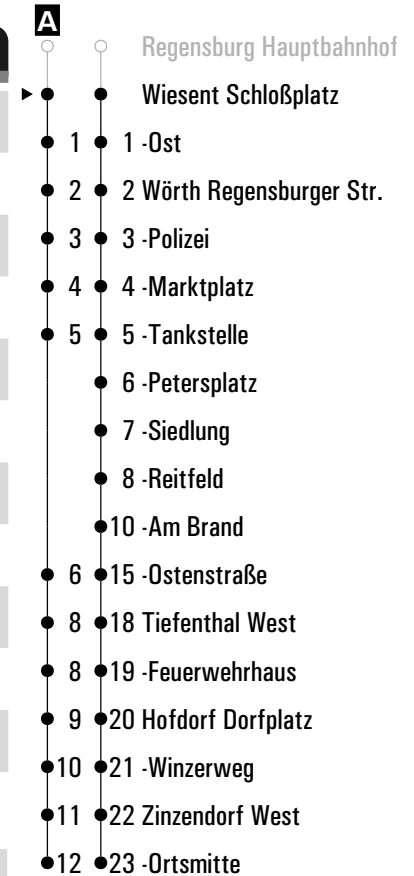 A
Regensburg Hauptbahnhof
Wiesent Schloßplatz
1 1 -Ost
2 2 Wörth Regensburger Str.
3 3 -Polizei
4 4 -Marktplatz
5 5 -Tankstelle
6 -Petersplatz
7 -Siedlung
8 -Reitfeld
10 -Am Brand
6 15 -Ostenstraße
8 18 Tiefenthal West
8 19 -Feuerwehrhaus
9 20 Hofdorf Dorfplatz
10 21 -Winzerweg
11 22 Zinzendorf West
12 23 -Ortsmitte